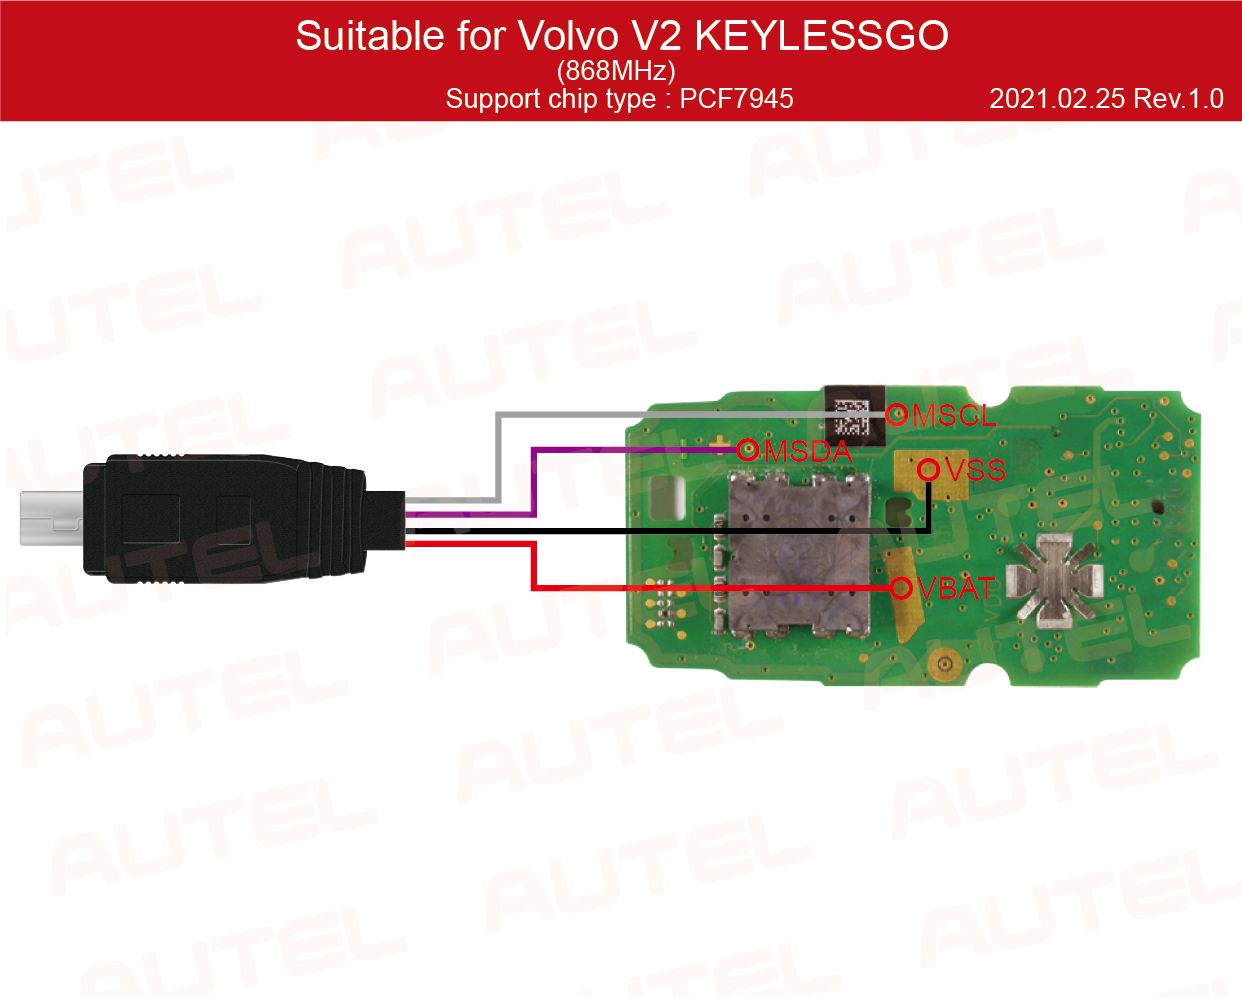 Suitable for Volvo V2 KEYLESSGO
(868MHz)
Support chip type : PCF7945
2021.02.25 Rev.1.0
AUTEL
MSCL
MSDA
VSS
VBAT